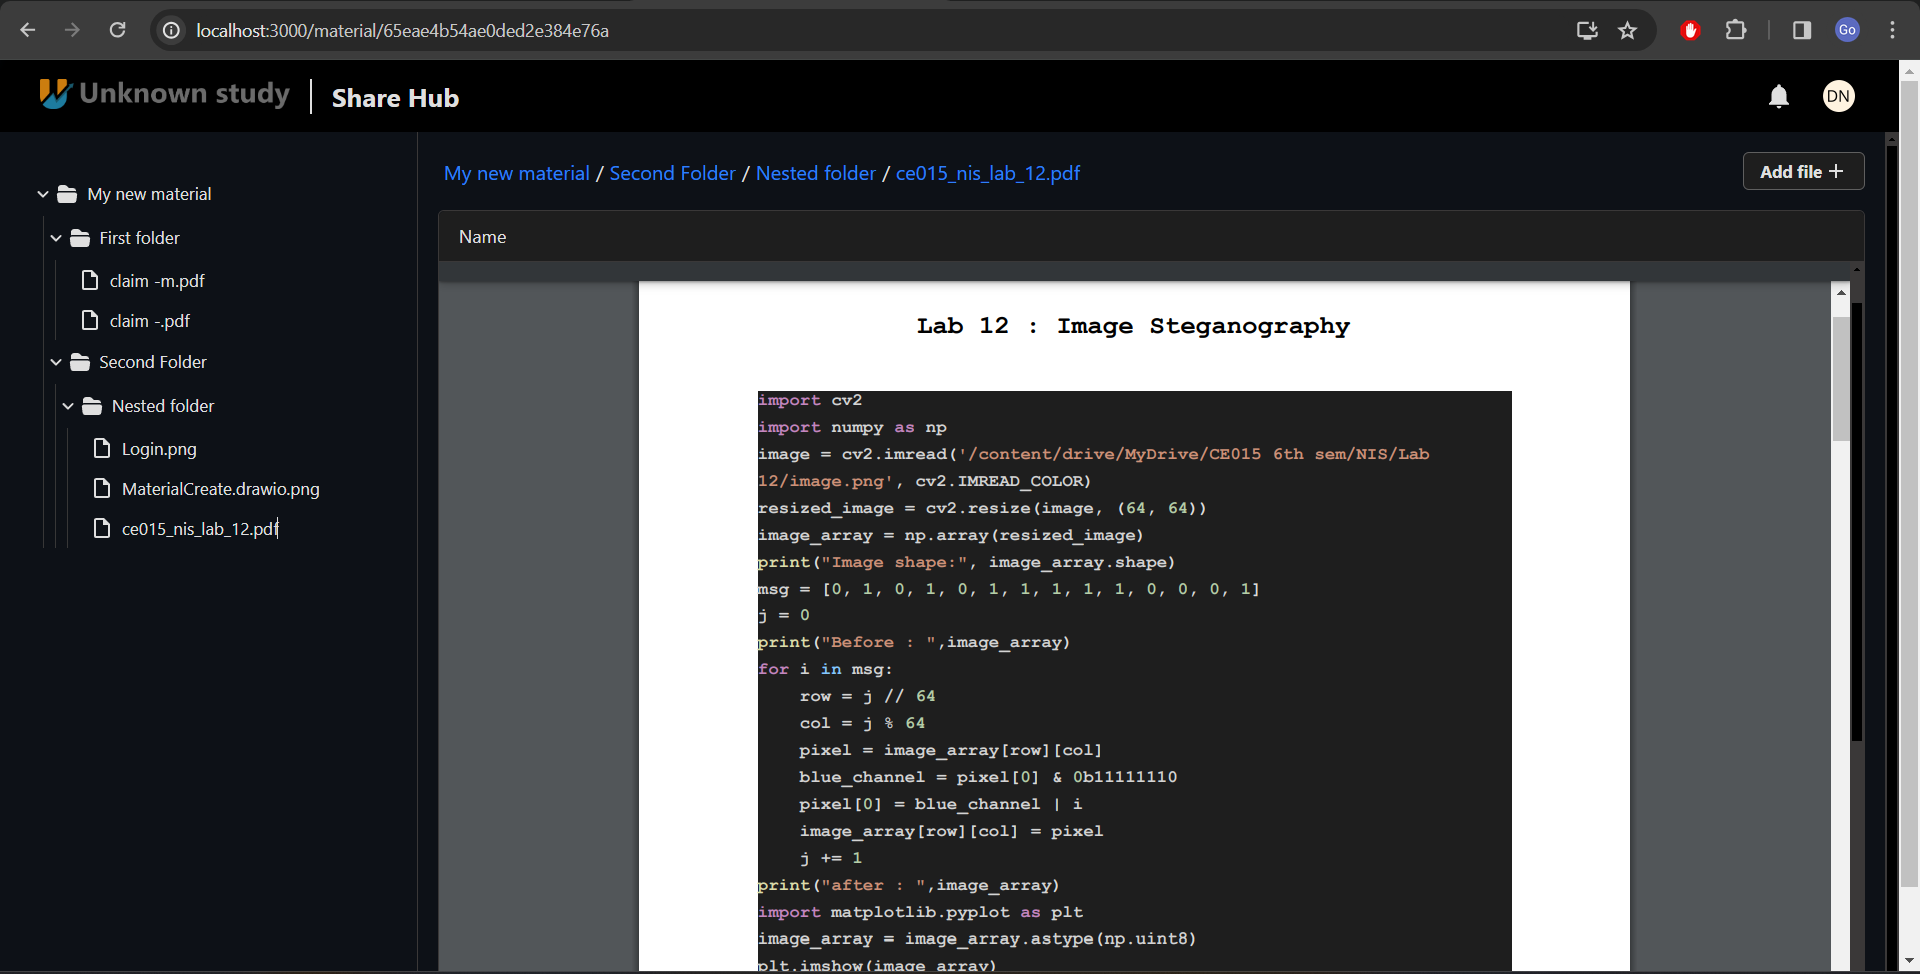 localhost:3000/material/65eae4b54ae0ded2e384e76a
Go
Unknown study
Share Hub
DN
My new material
First folder
claim -m.pdf
claim -.pdf
Second Folder
Nested folder
Login.png
MaterialCreate.drawio.png
ce015_nis_lab_12.pdf
My new material / Second Folder / Nested folder / ce015_nis_lab_12.pdf
Add file +
Name
Lab 12 : Image Steganography
import cv2
import numpy as np
image = cv2.imread('/content/drive/MyDrive/CE015 6th sem/NIS/Lab
12/image.png', cv2.IMREAD_COLOR)
resized_image = cv2.resize(image, (64, 64))
image_array = np.array(resized_image)
print("Image shape:", image_array.shape)
msg = [0, 1, 0, 1, 0, 1, 1, 1, 1, 1, 0, 0, 0, 1]
j = 0
print("Before : ",image_array)
for i in msg:
    row = j // 64
    col = j % 64
    pixel = image_array[row][col]
    blue_channel = pixel[0] & 0b11111110
    pixel[0] = blue_channel | i
    image_array[row][col] = pixel
    j += 1
print("after : ",image_array)
import matplotlib.pyplot as plt
image_array = image_array.astype(np.uint8)
plt.imshow(image_array)